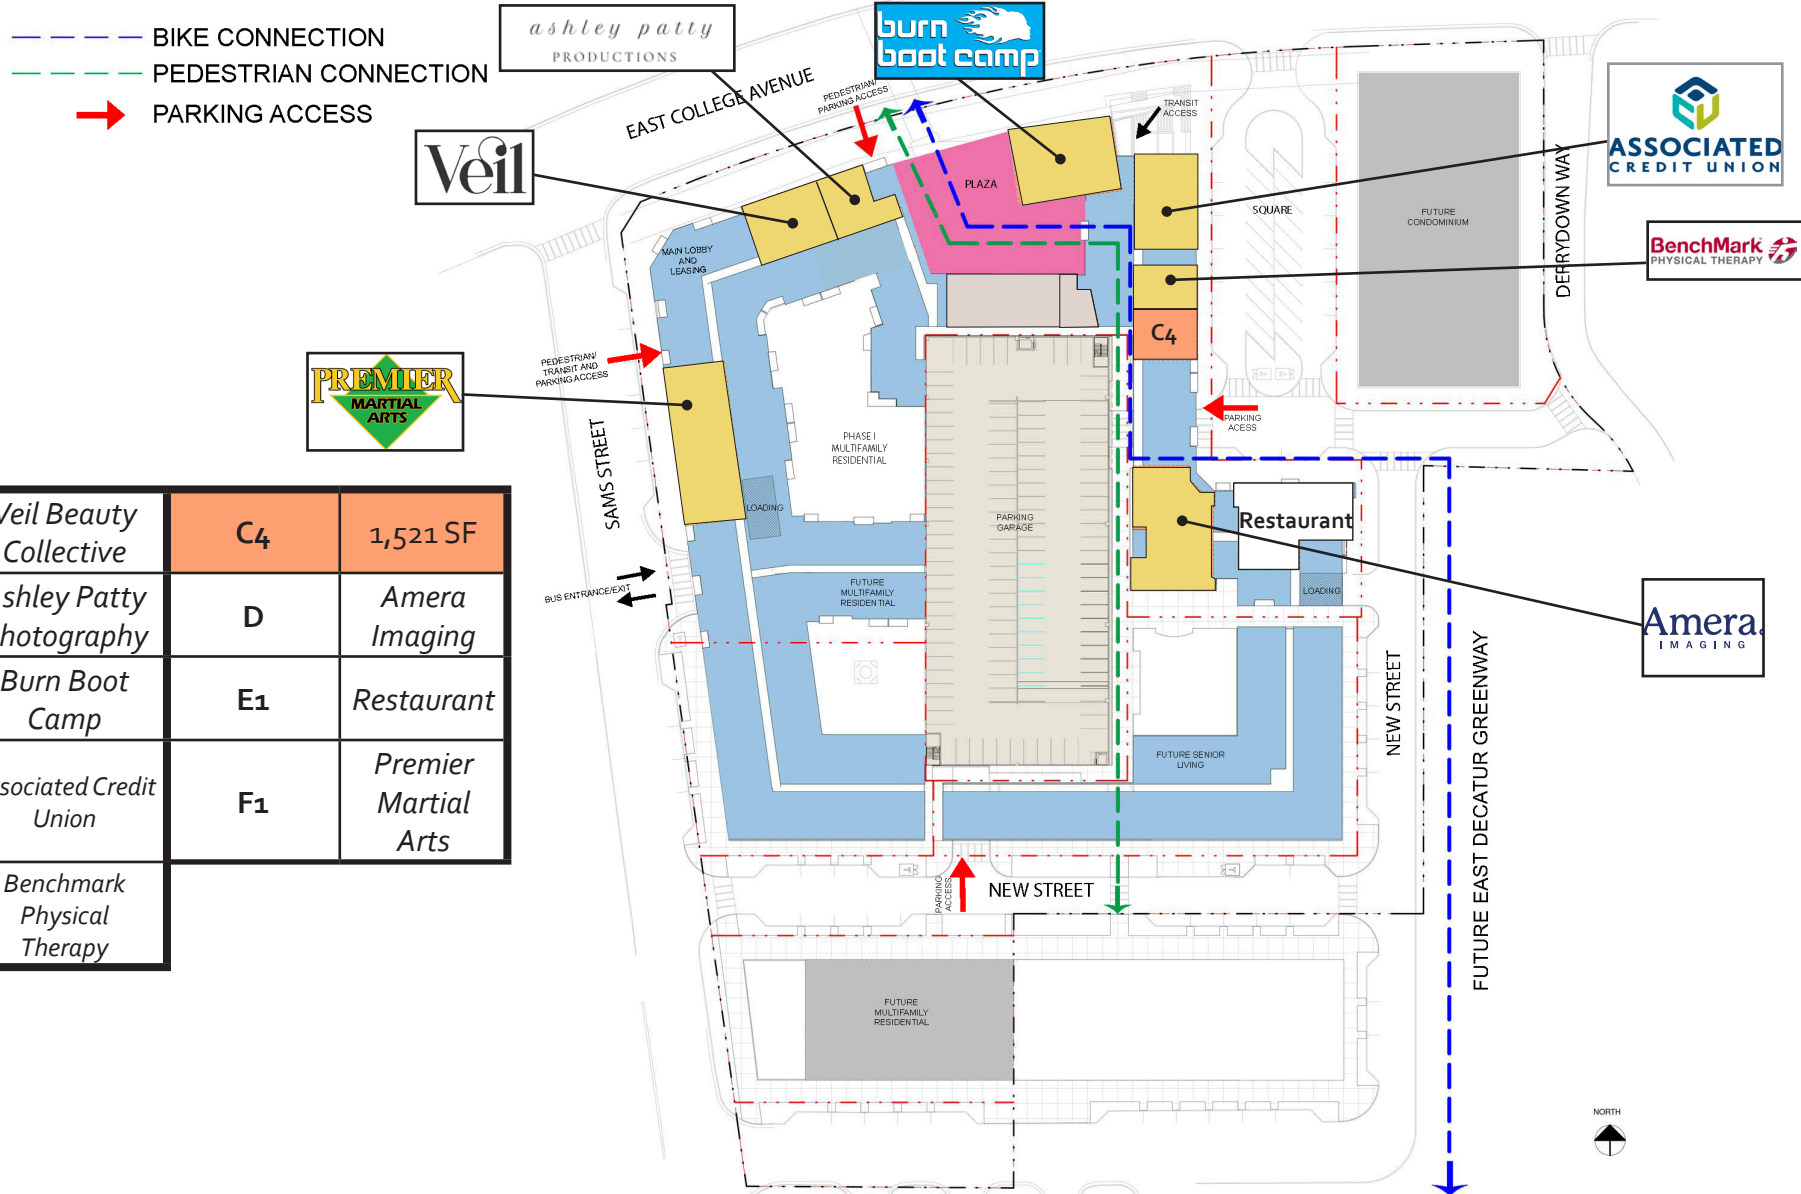 BIKE CONNECTION
PEDESTRIAN CONNECTION
PARKING ACCESS
ashley patty
PRODUCTIONS
burn
boot camp
Veil
PREMIER
MARTIAL
ARTS
ASSOCIATED
CREDIT UNION
BenchMark
PHYSICAL THERAPY
Amera
IMAGING
EAST COLLEGE AVENUE
PEDESTRIAN/
PARKING ACCESS
TRANSIT
ACCESS
PLAZA
SQUARE
FUTURE
CONDOMINIUM
DERRYDOWN WAY
MAIN LOBBY
AND
LEASING
C4
PEDESTRIAN/
TRANSIT AND
PARKING ACCESS
PARKING
ACESS
SAMS STREET
PHASE I
MULTIFAMILY
RESIDENTIAL
LOADING
PARKING
GARAGE
Restaurant
LOADING
BUS ENTRANCE/EXIT
FUTURE
MULTIFAMILY
RESIDENTIAL
FUTURE SENIOR
LIVING
NEW STREET
FUTURE EAST DECATUR GREENWAY
PARKING
ACCESS
NEW STREET
FUTURE
MULTIFAMILY
RESIDENTIAL
NORTH
Veil Beauty
Collective
C4
1,521 SF
shley Patty
hotography
D
Amera
Imaging
Burn Boot
Camp
E1
Restaurant
sociated Credit
Union
F1
Premier
Martial
Arts
Benchmark
Physical
Therapy